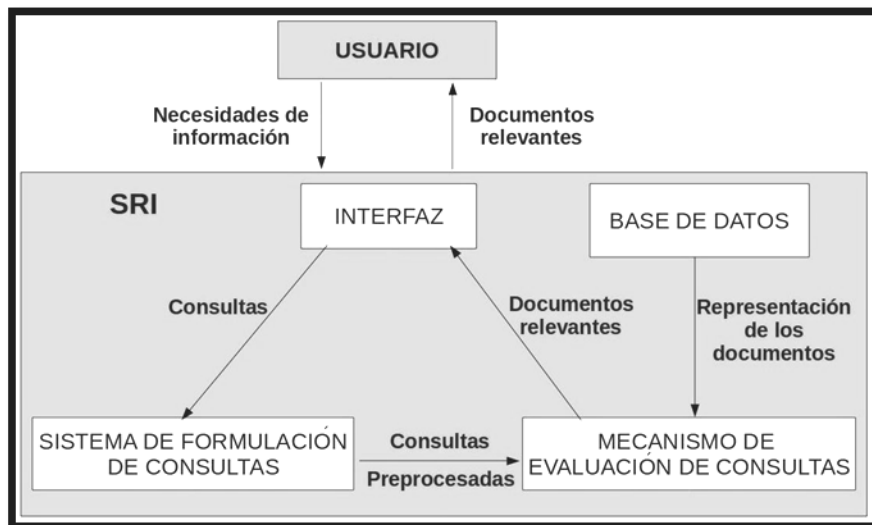 USUARIO
Necesidades de
información
Documentos
relevantes
SRI
INTERFAZ
BASE DE DATOS
Consultas
Documentos
relevantes
Representación
de los
documentos
SISTEMA DE FORMULACIÓN
DE CONSULTAS
Consultas
Preprocesadas
MECANISMO DE
EVALUACIÓN DE CONSULTAS